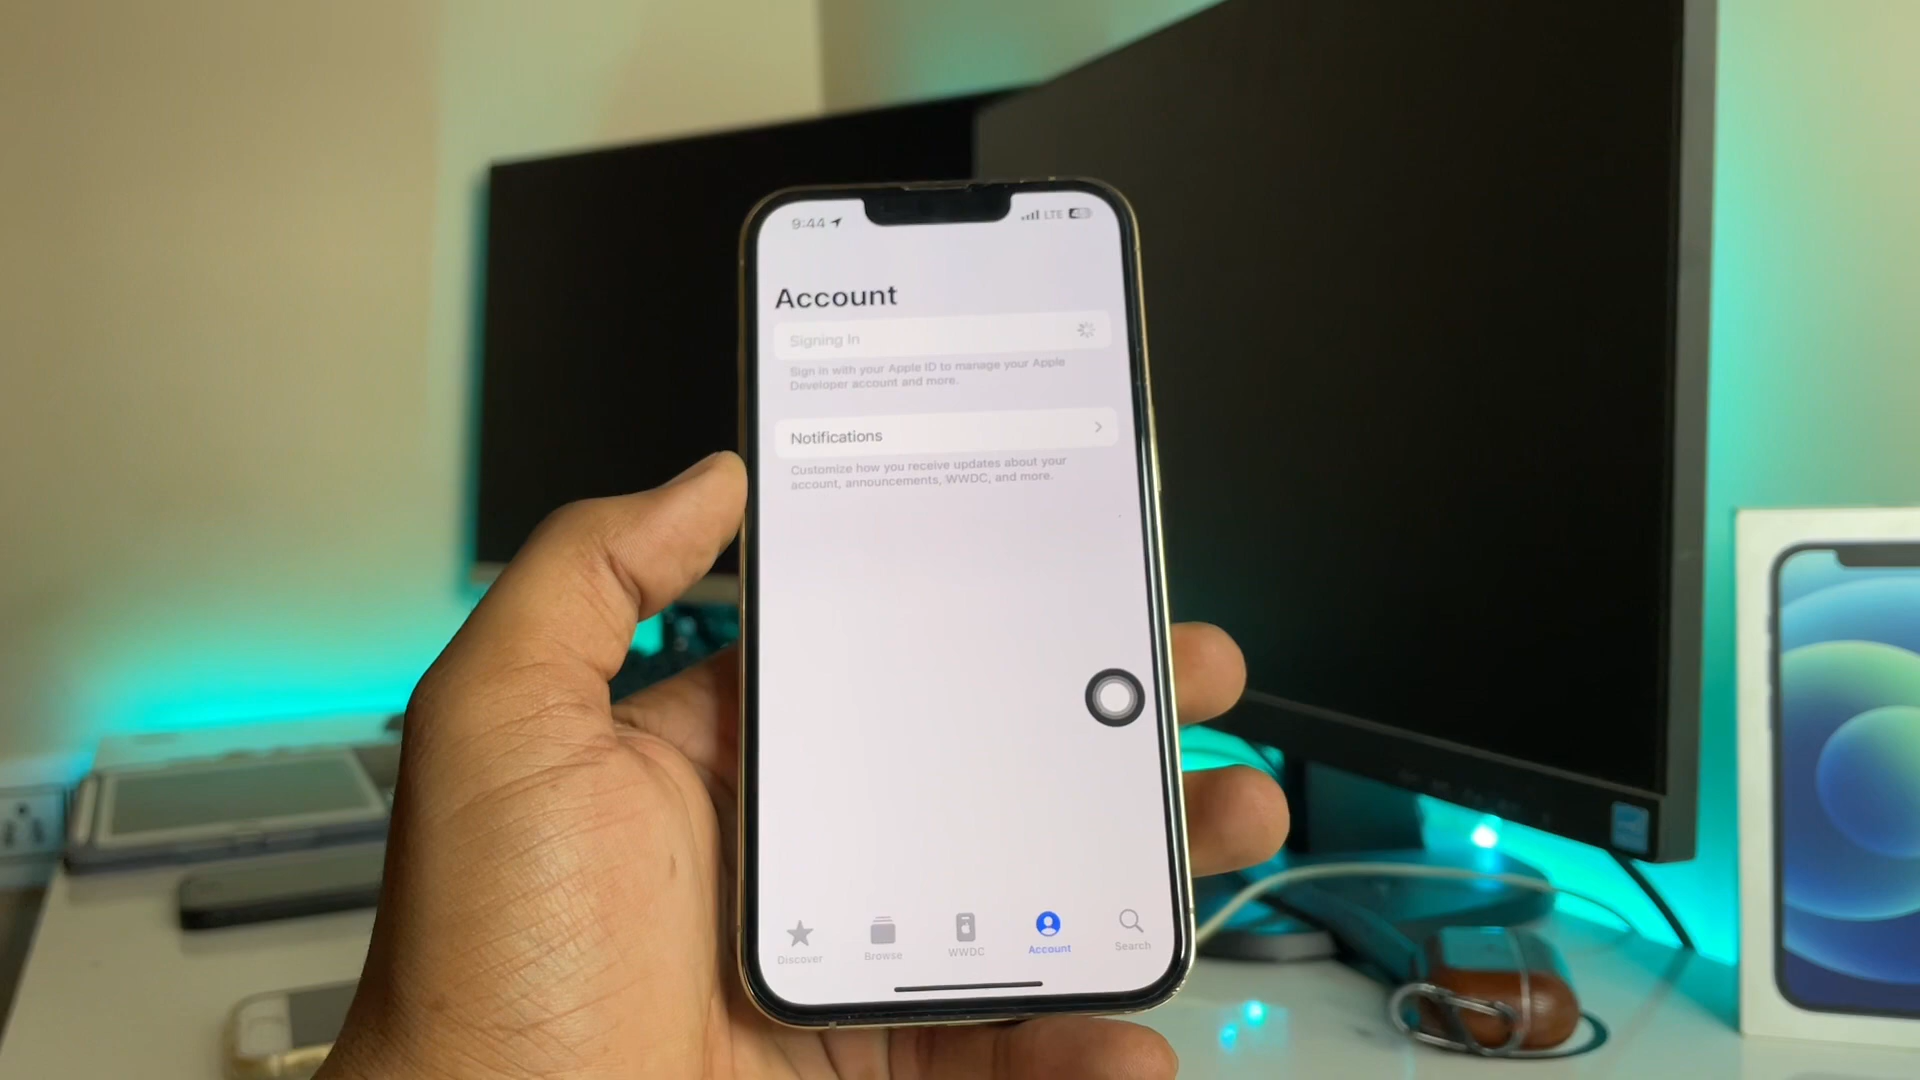 9:44
LTE
Account
Signing In
Sign in with your Apple ID to manage your Apple
Developer account and more.
Notifications
Customize how you receive updates about your
account, announcements, WWDC, and more.
Discover
Browse
WWDC
Account
Search